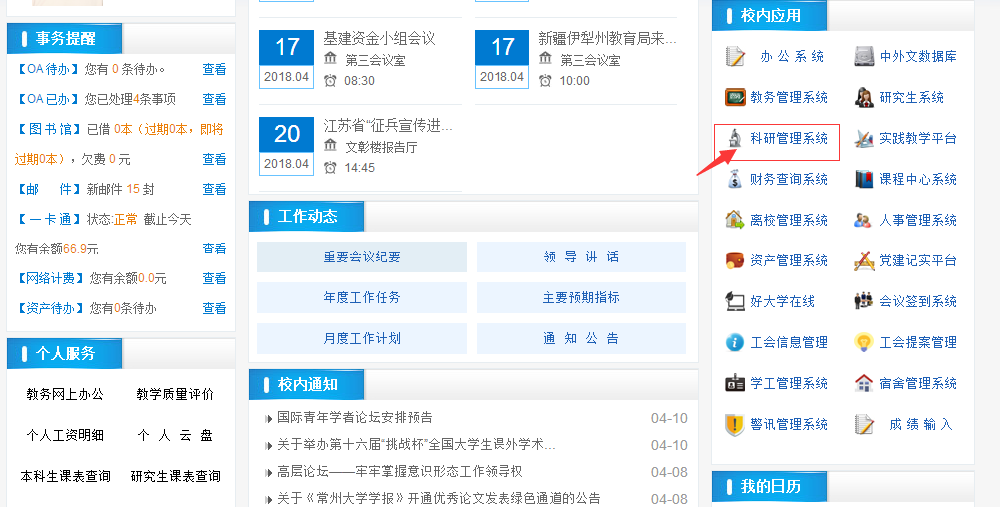 事务提醒
【OA待办】您有 0 条待办。 查看
【OA已办】您已处理4条事项 查看
【 图 书 馆 】已借 0本（过期0本，即将
过期0本），欠费 0 元 查看
【邮 件】新邮件 15 封 查看
【 一 卡 通 】状态:正常 截止今天
您有余额66.9元 查看
【网络计费】您有余额0.0元 查看
【资产待办】您有0条待办 查看
个人服务
教务网上办公 教学质量评价
个人工资明细 个 人 云 盘
本科生课表查询 研究生课表查询
17
2018.04
基建资金小组会议
第三会议室
08:30
17
2018.04
新疆伊犁州教育局来...
第三会议室
10:00
20
2018.04
江苏省“征兵宣传进...
文彰楼报告厅
14:45
工作动态
重要会议纪要 领 导 讲 话
年度工作任务 主要预期指标
月度工作计划 通 知 公 告
校内通知
国际青年学者论坛安排预告 04-10
关于举办第十六届“挑战杯”全国大学生课外学术... 04-10
高层论坛——牢牢掌握意识形态工作领导权 04-08
关于《常州大学学报》开通优秀论文发表绿色通道的公告 04-08
校内应用
办 公 系 统 中外文数据库
教务管理系统 研究生系统
科研管理系统 实践教学平台
财务查询系统 课程中心系统
离校管理系统 人事管理系统
资产管理系统 党建记实平台
好大学在线 会议签到系统
工会信息管理 工会提案管理
学工管理系统 宿舍管理系统
警讯管理系统 成 绩 输 入
我的日历